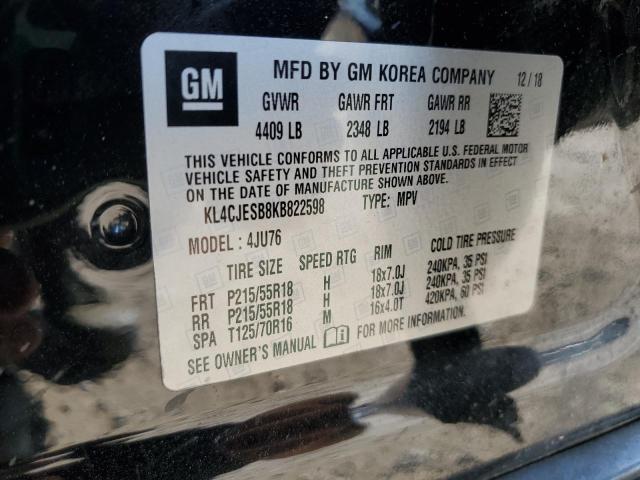 GM MFD BY GM KOREA COMPANY 12/18
GVWR GAWR FRT GAWR RR
4409 LB 2348 LB 2194 LB
THIS VEHICLE CONFORMS TO ALL APPLICABLE U.S. FEDERAL MOTOR
VEHICLE SAFETY AND THEFT PREVENTION STANDARDS IN EFFECT
ON THE DATE OF MANUFACTURE SHOWN ABOVE.
KL4CJESB8KB822598 TYPE: MPV
MODEL : 4JU76
TIRE SIZE SPEED RTG RIM COLD TIRE PRESSURE
FRT P215/55R18 H 18x7.0J 240KPA, 35 PSI
RR P215/55R18 H 18x7.0J 240KPA, 35 PSI
SPA T125/70R16 M 16x4.0T 420KPA, 60 PSI
SEE OWNER'S MANUAL FOR MORE INFORMATION.